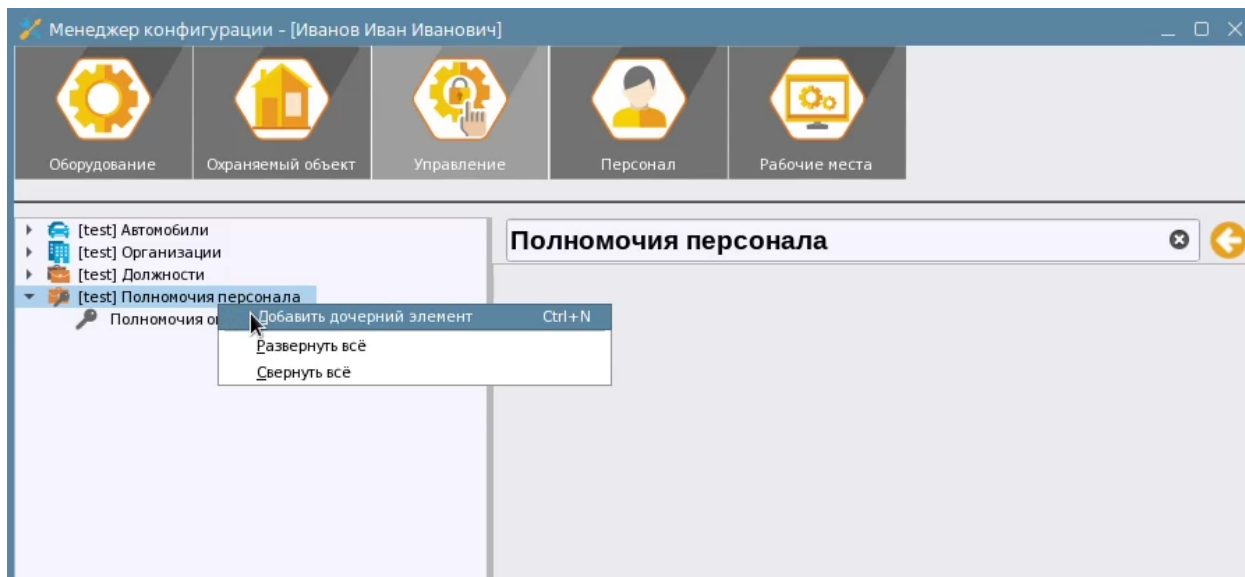 Менеджер конфигурации - [Иванов Иван Иванович]
Оборудование
Охраняемый объект
Управление
Персонал
Рабочие места
[test] Автомобили
[test] Организации
[test] Должности
[test] Полномочия персонала
Полномочия
Добавить дочерний элемент Ctrl+N
Развернуть всё
Свернуть всё
Полномочия персонала